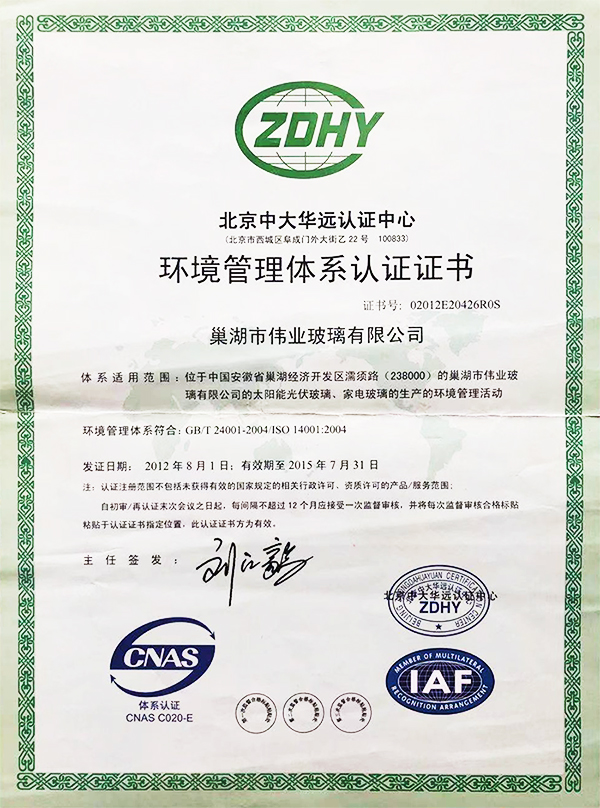 ZDHY
北京中大华远认证中心
(北京市西城区阜成门外大街乙22号 100833)
环境管理体系认证证书
证书号: 02012E20426R0S
巢湖市伟业玻璃有限公司
体系适用范围：位于中国安徽省巢湖经济开发区濡须路（238000）的巢湖市伟业玻
璃有限公司的太阳能光伏玻璃、家电玻璃的生产的环境管理活动
环境管理体系符合: GB/T 24001-2004/ISO 14001:2004
发证日期： 2012年8月1日；有效期至2015年7月31日
注：认证注册范围不包括未获得有效的国家规定的相关行政许可、资质许可的产品/服务范围；
自初审/再认证末次会议之日起，每间隔不超过12个月应接受一次监督审核，并将每次监督审核合格标贴
粘贴于认证证书指定位置，此认证证书方为有效。
主任签发：
刘江毅
BEIJING ZHONGDAHUAYUAN CERTIFICATION CENTER
北京中大华远认证中心
ZDHY
CNAS
体系认证
CNAS C020-E
MEMBER OF MULTILATERAL
IAF
RECOGNITION ARRANGEMENT